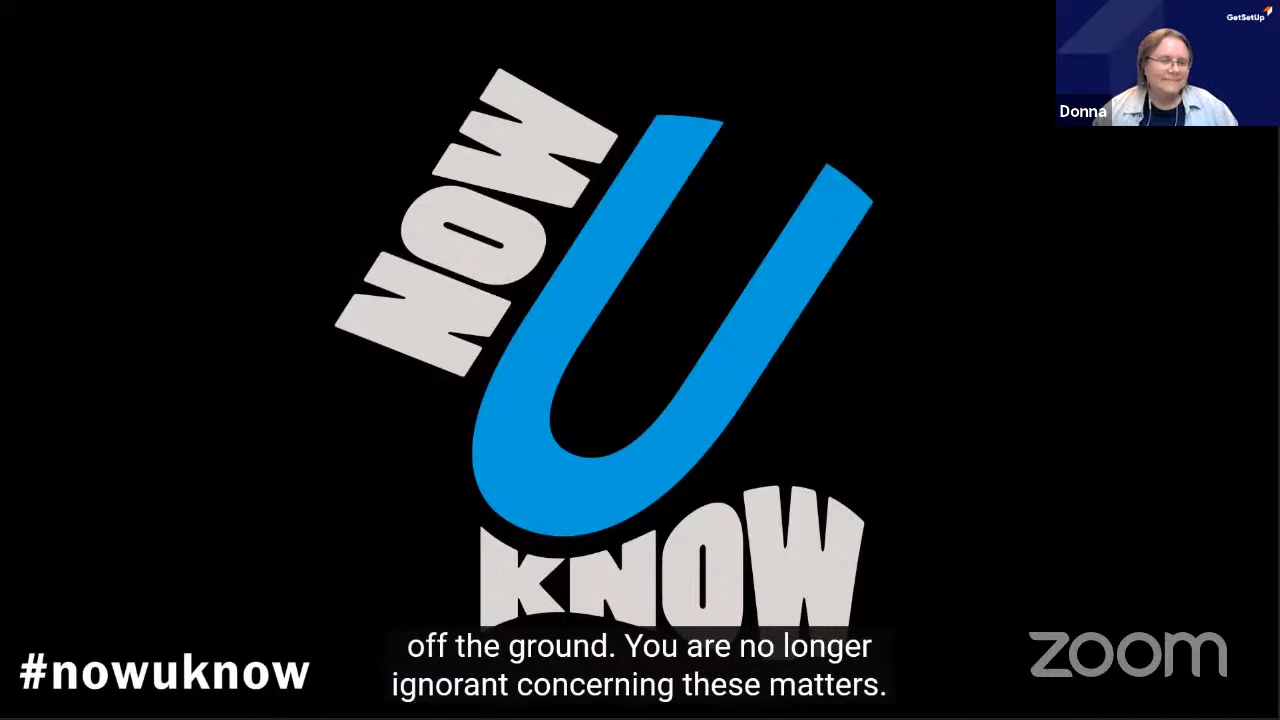 GetSetUp
Donna
NOW
U
KNOW
off the ground. You are no longer
ignorant concerning these matters.
#nowuknow
zoom